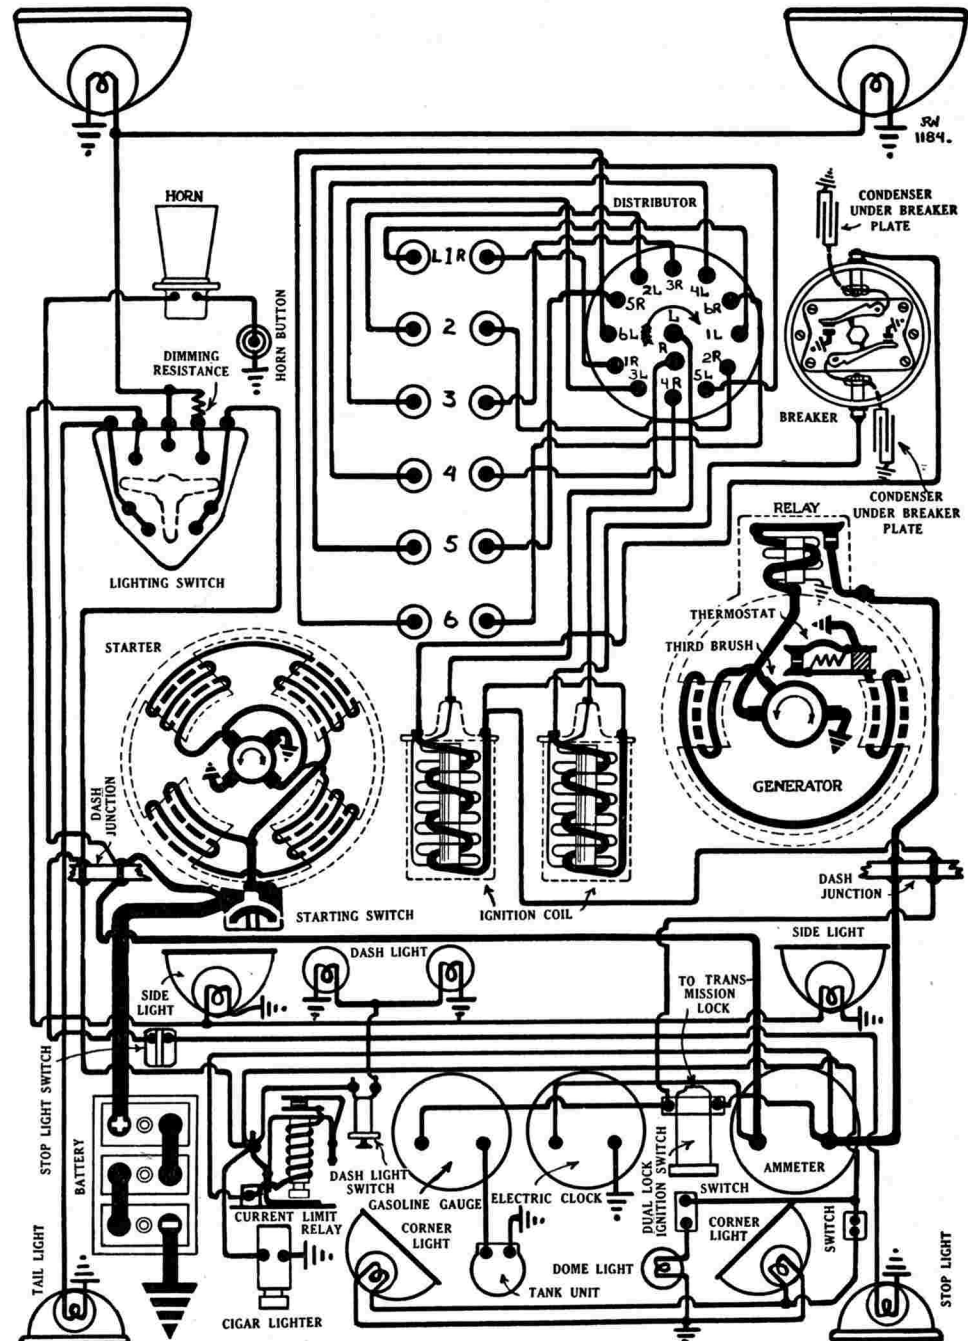 RW
1184.
HORN
HORN BUTTON
DIMMING
RESISTANCE
LIGHTING SWITCH
DISTRIBUTOR
L 1 R
2
3
4
5
6
2L
3R
4L
5R
6R
6L
L
1L
1R
R
2R
3L
4R
5L
CONDENSER
UNDER BREAKER
PLATE
BREAKER
CONDENSER
UNDER BREAKER
PLATE
RELAY
THERMOSTAT
THIRD BRUSH
GENERATOR
STARTER
DASH
JUNCTION
STARTING SWITCH
IGNITION COIL
DASH
JUNCTION
SIDE
LIGHT
DASH LIGHT
TO TRANS-
MISSION
LOCK
SIDE LIGHT
STOP LIGHT SWITCH
BATTERY
CURRENT LIMIT
RELAY
DASH LIGHT
SWITCH
GASOLINE GAUGE
ELECTRIC CLOCK
DUAL LOCK
IGNITION SWITCH
AMMETER
SWITCH
CORNER
LIGHT
CORNER
LIGHT
SWITCH
DOME LIGHT
TANK UNIT
CIGAR LIGHTER
TAIL LIGHT
STOP LIGHT